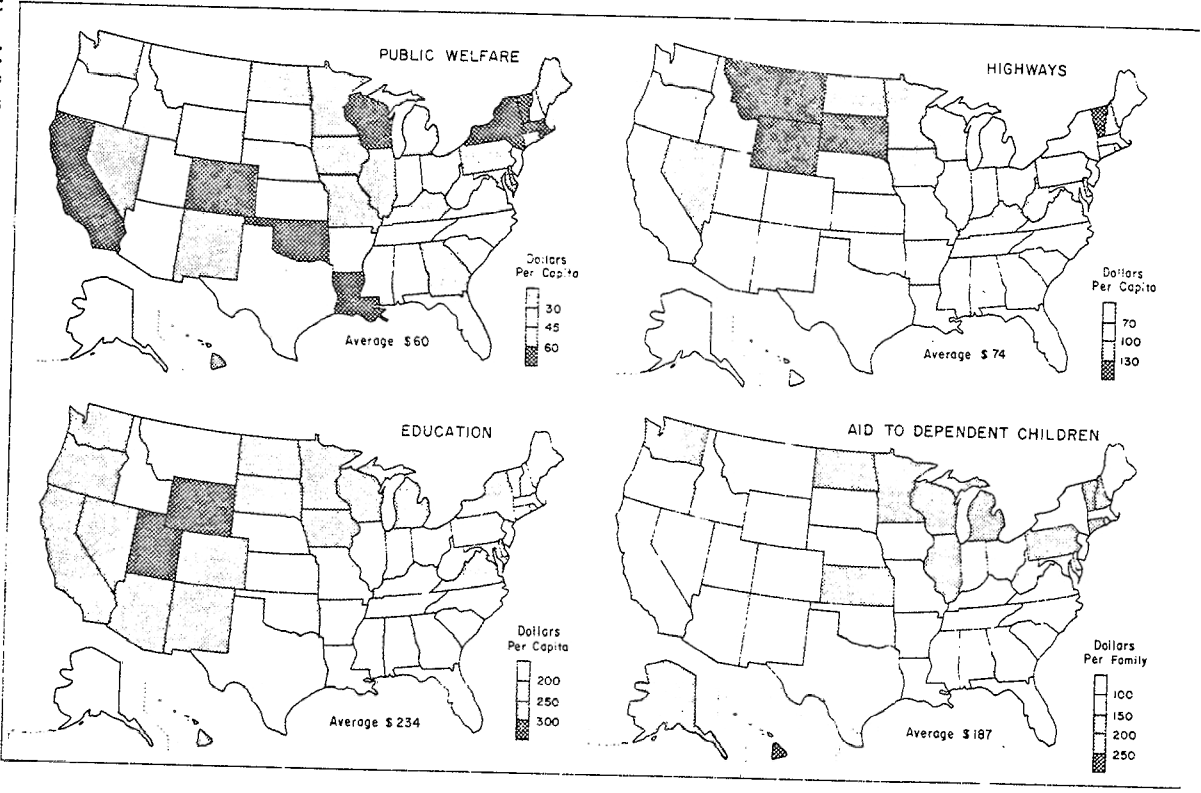 PUBLIC WELFARE
Dollars
Per Capita
30
45
60
Average $60
HIGHWAYS
Dollars
Per Capita
70
100
130
Average $74
EDUCATION
Dollars
Per Capita
200
250
300
Average $234
AID TO DEPENDENT CHILDREN
Dollars
Per Family
100
150
200
250
Average $187